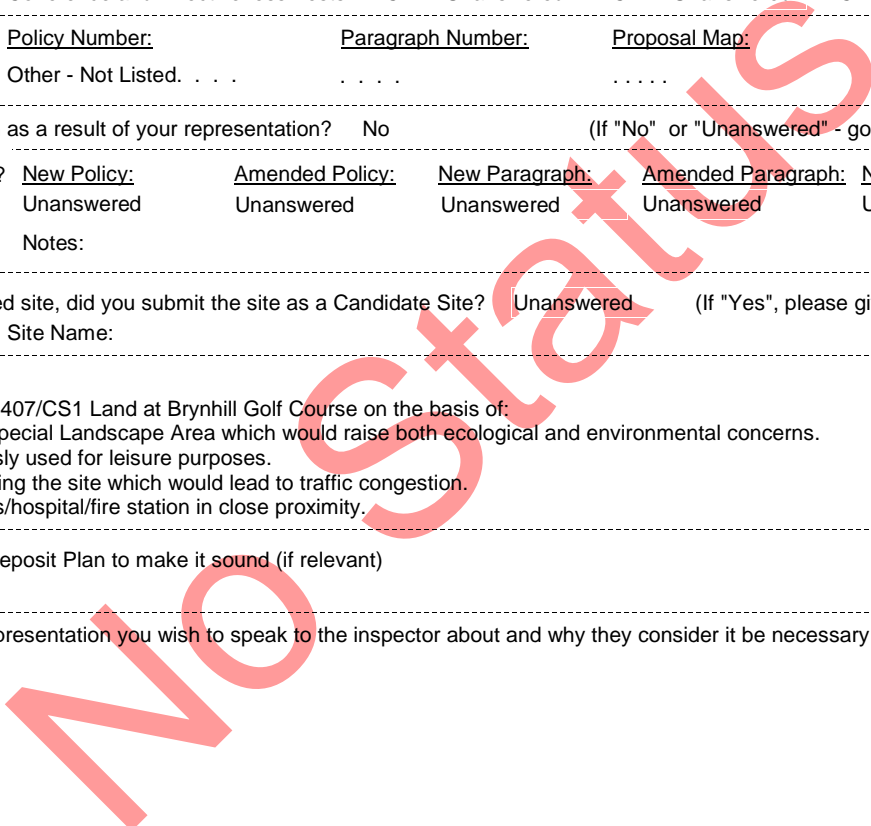 Policy Number: Paragraph Number: Proposal Map:
Other - Not Listed. . . . . . . . . . . . .
as a result of your representation? No (If "No" or "Unanswered" - go
? New Policy: Amended Policy: New Paragraph: Amended Paragraph: N
Unanswered Unanswered Unanswered Unanswered U
Notes:
ed site, did you submit the site as a Candidate Site? Unanswered (If "Yes", please gi
Site Name:
407/CS1 Land at Brynhill Golf Course on the basis of:
pecial Landscape Area which would raise both ecological and environmental concerns.
sly used for leisure purposes.
ing the site which would lead to traffic congestion.
s/hospital/fire station in close proximity.
eposit Plan to make it sound (if relevant)
presentation you wish to speak to the inspector about and why they consider it be necessary
No Status